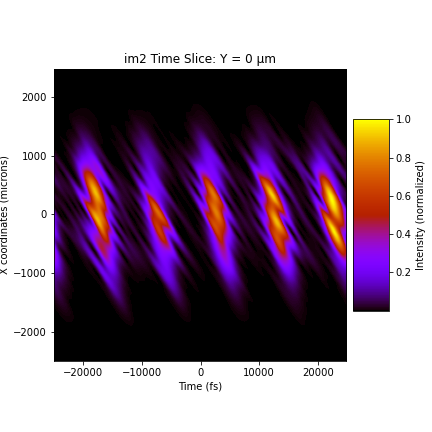 im2 Time Slice: Y = 0 μm
2000
1000
0
−1000
−2000
X coordinates (microns)
−20000 −10000 0 10000 20000
Time (fs)
1.0
0.8
0.6
0.4
0.2
Intensity (normalized)